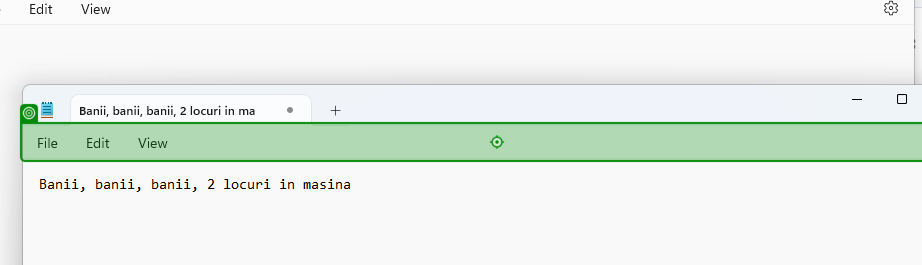 Edit View
Banii, banii, banii, 2 locuri in ma
File Edit View
Banii, banii, banii, 2 locuri in masina